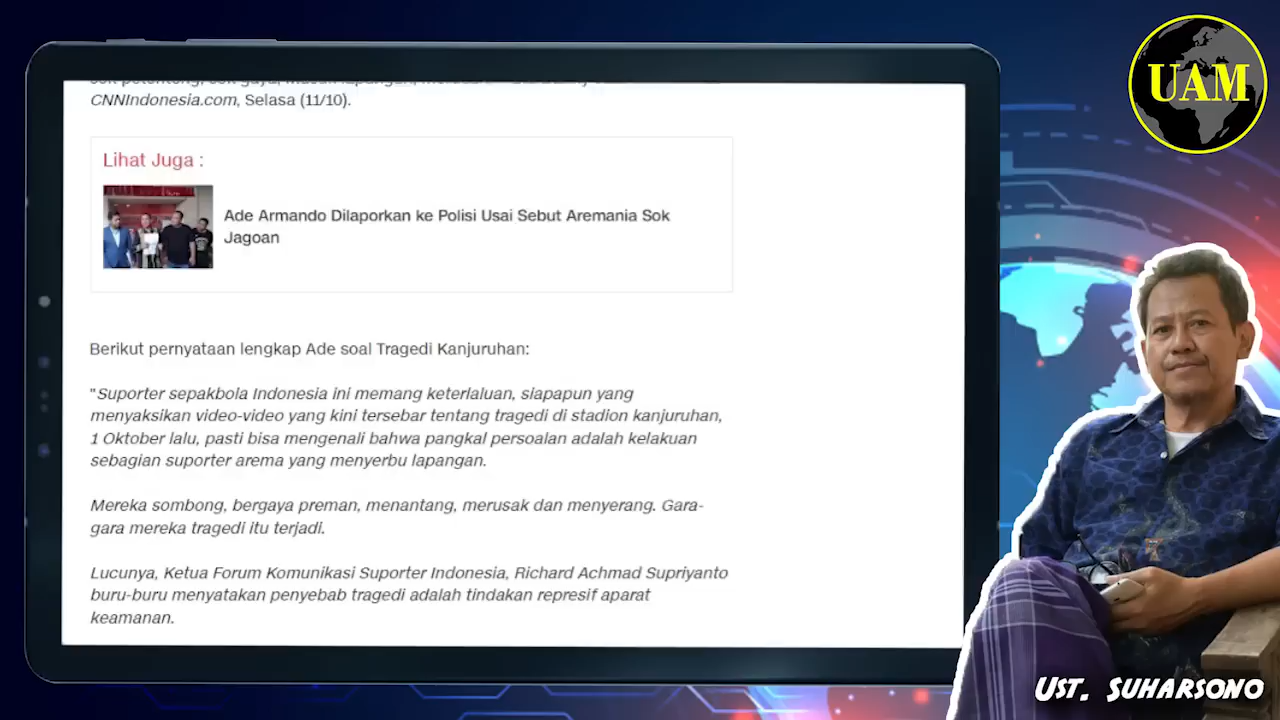 CNNIndonesia.com, Selasa (11/10).
Lihat Juga :
Ade Armando Dilaporkan ke Polisi Usai Sebut Aremania Sok
Jagoan
Berikut pernyataan lengkap Ade soal Tragedi Kanjuruhan:
"Suporter sepakbola Indonesia ini memang keterlaluan, siapapun yang
menyaksikan video-video yang kini tersebar tentang tragedi di stadion kanjuruhan,
1 Oktober lalu, pasti bisa mengenali bahwa pangkal persoalan adalah kelakuan
sebagian suporter arema yang menyerbu lapangan.
Mereka sombong, bergaya preman, menantang, merusak dan menyerang. Gara-
gara mereka tragedi itu terjadi.
Lucunya, Ketua Forum Komunikasi Suporter Indonesia, Richard Achmad Supriyanto
buru-buru menyatakan penyebab tragedi adalah tindakan represif aparat
keamanan.
UAM
UST. SUHARSONO